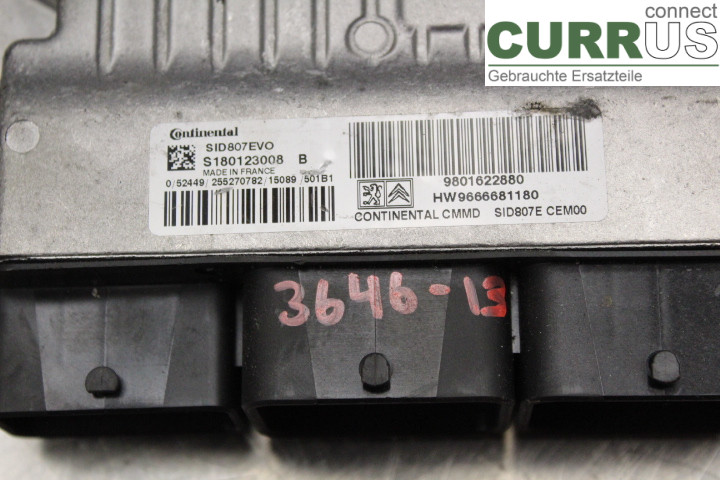 connect
CURRUS
Gebrauchte Ersatzteile
Continental
SID807EVO
S180123008 B
MADE IN FRANCE
0/52449/255270782/15089/501B1
9801622880
HW9666681180
CONTINENTAL CMMD SID807E CEM00
3646-13